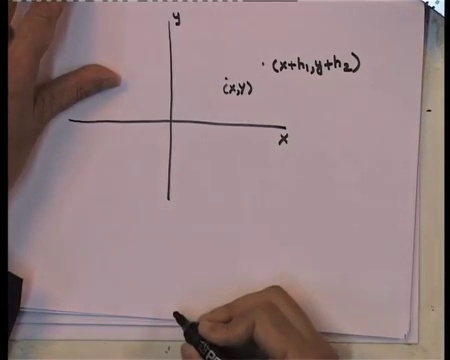 y
(x+h₁,y+h₂)
(x,y)
x